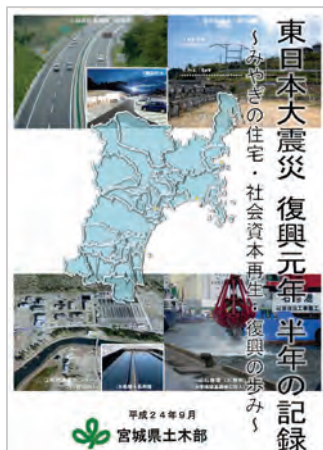 東日本大震災 復興元年 半年の記録
～みやぎの住宅・社会資本再生・復興の歩み～
平成24年9月
宮城県土木部